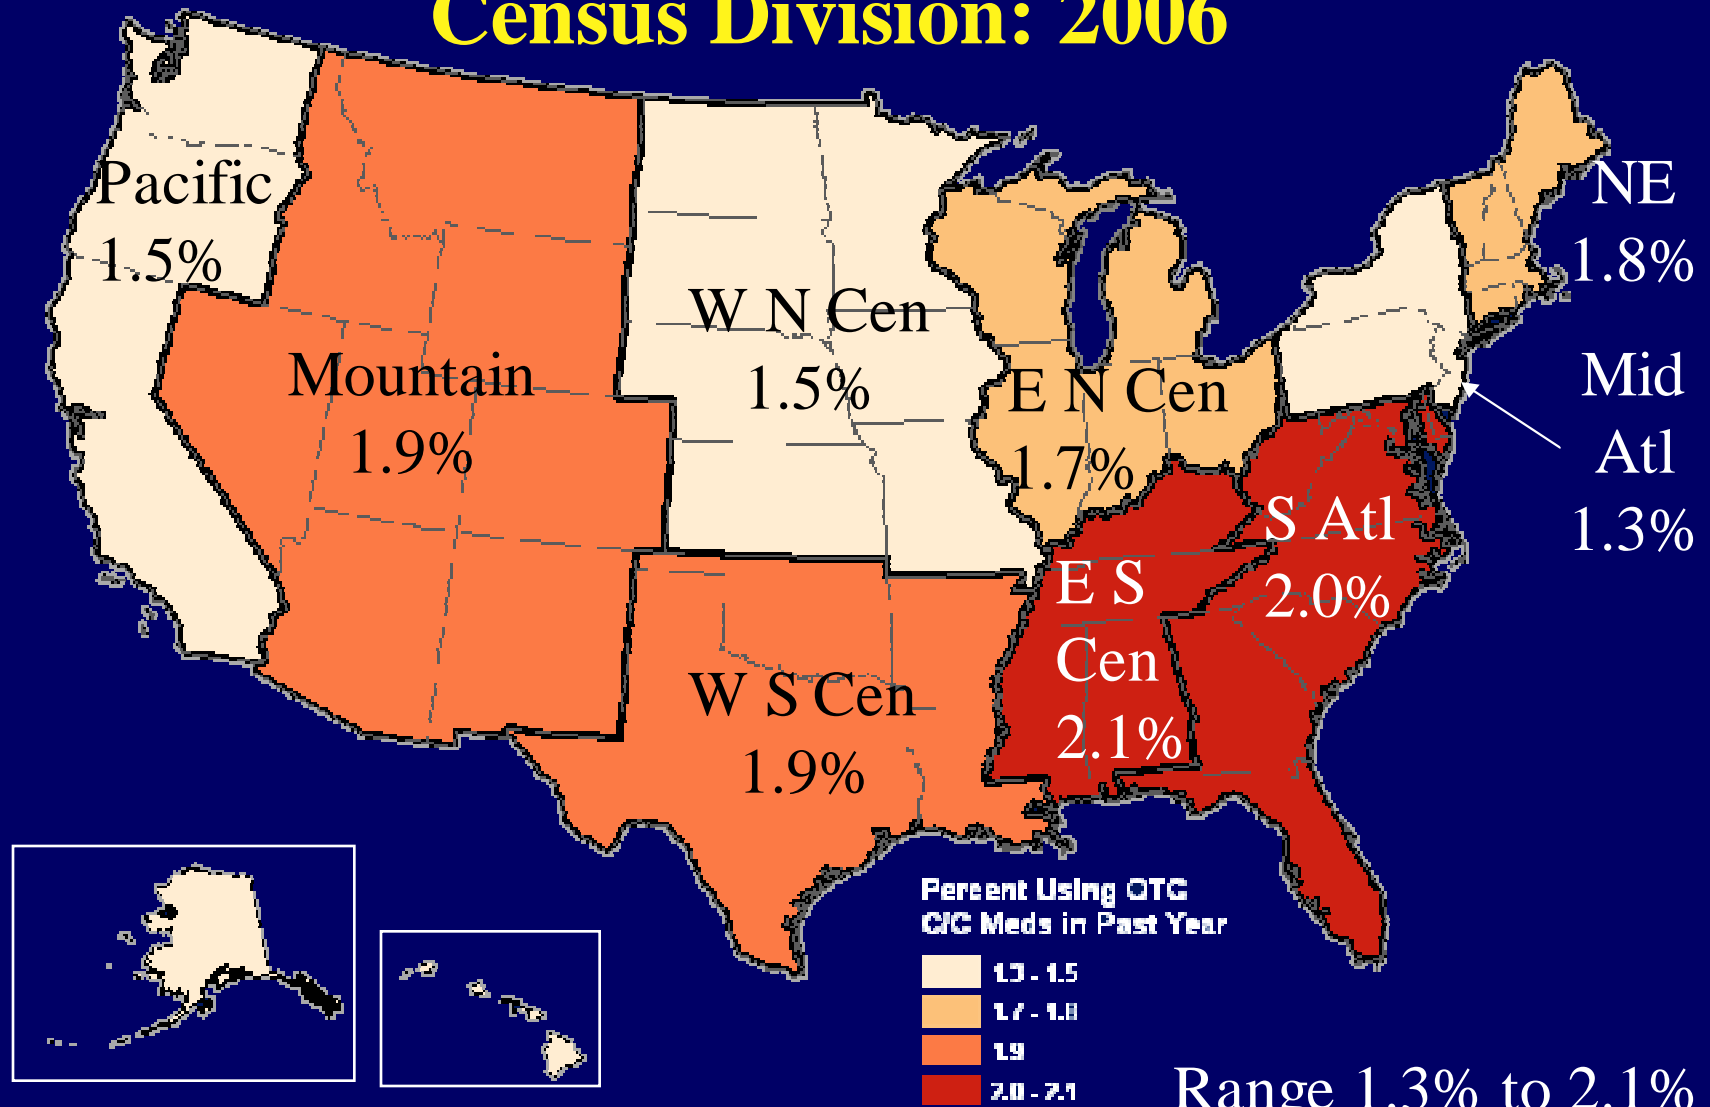 Census Division: 2006
Pacific
1.5%
Mountain
1.9%
W N Cen
1.5%
E N Cen
1.7%
NE
1.8%
Mid
Atl
1.3%
S Atl
2.0%
E S
Cen
2.1%
W S Cen
1.9%
Percent Using OTC
C/C Meds in Past Year
1.3 - 1.5
1.7 - 1.8
1.9
2.0 - 2.1
Range 1.3% to 2.1%